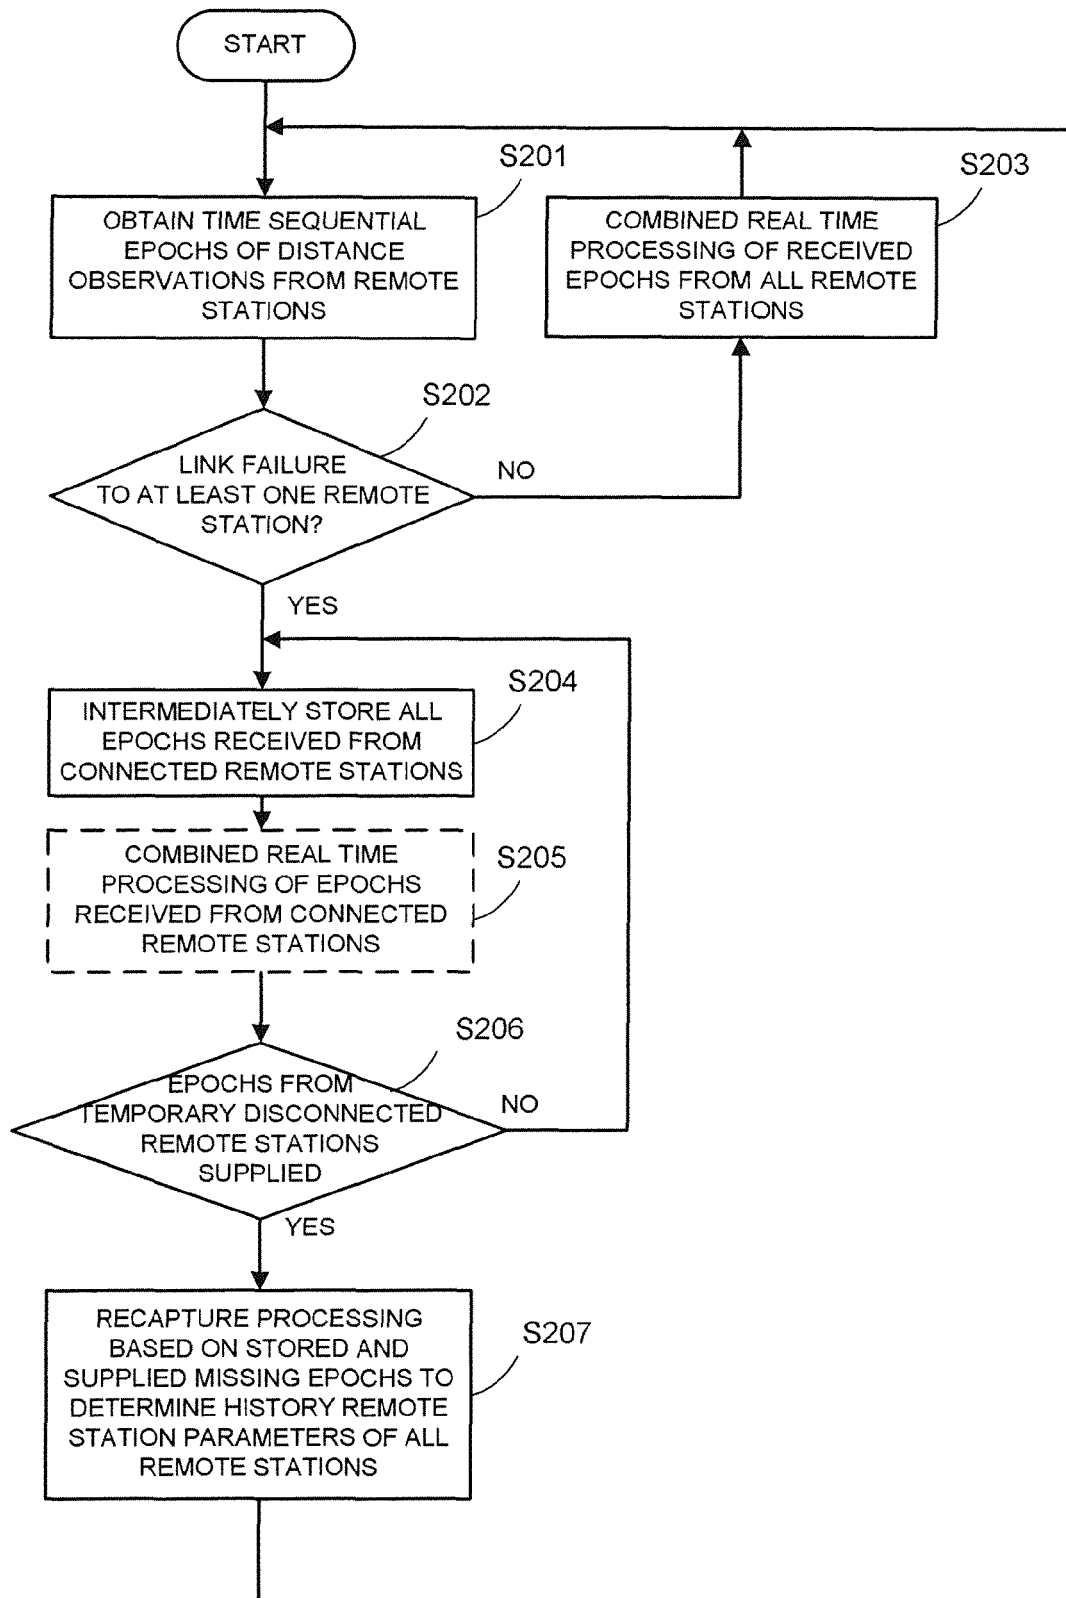 START
S201
OBTAIN TIME SEQUENTIAL
EPOCHS OF DISTANCE
OBSERVATIONS FROM REMOTE
STATIONS
S203
COMBINED REAL TIME
PROCESSING OF RECEIVED
EPOCHS FROM ALL REMOTE
STATIONS
S202
LINK FAILURE
TO AT LEAST ONE REMOTE
STATION?
NO
YES
S204
INTERMEDIATELY STORE ALL
EPOCHS RECEIVED FROM
CONNECTED REMOTE STATIONS
S205
COMBINED REAL TIME
PROCESSING OF EPOCHS
RECEIVED FROM CONNECTED
REMOTE STATIONS
S206
EPOCHS FROM
TEMPORARY DISCONNECTED
REMOTE STATIONS
SUPPLIED
NO
YES
S207
RECAPTURE PROCESSING
BASED ON STORED AND
SUPPLIED MISSING EPOCHS TO
DETERMINE HISTORY REMOTE
STATION PARAMETERS OF ALL
REMOTE STATIONS